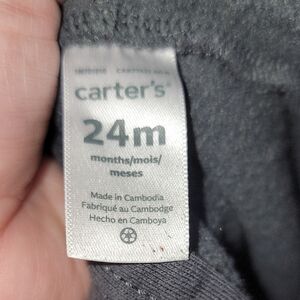 carter's
24m
months/mois/
meses
Made in Cambodia
Fabriqué au Cambodge
Hecho en Camboya